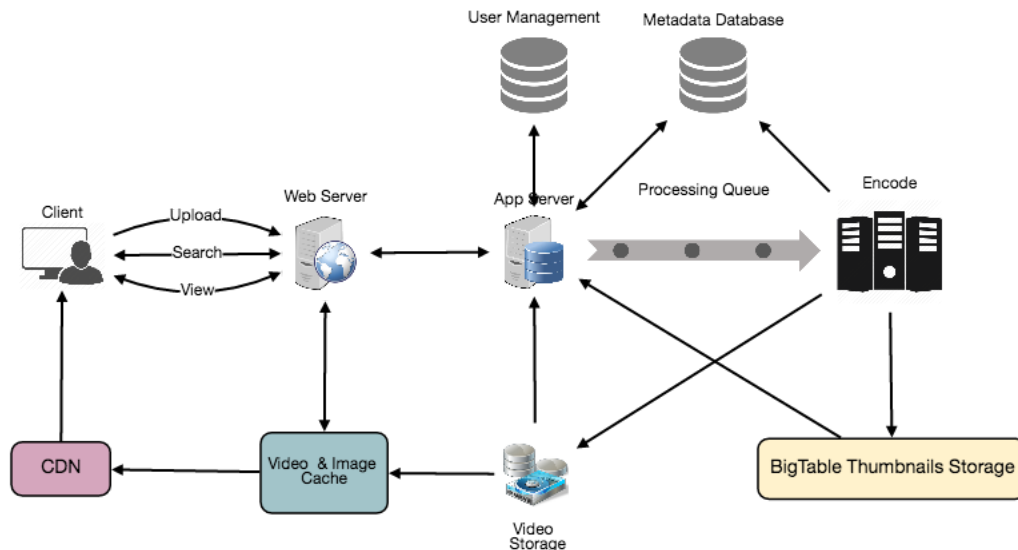 User Management
Metadata Database
Processing Queue
Encode
Client
Upload
Search
View
Web Server
App Server
CDN
Video & Image
Cache
Video
Storage
BigTable Thumbnails Storage